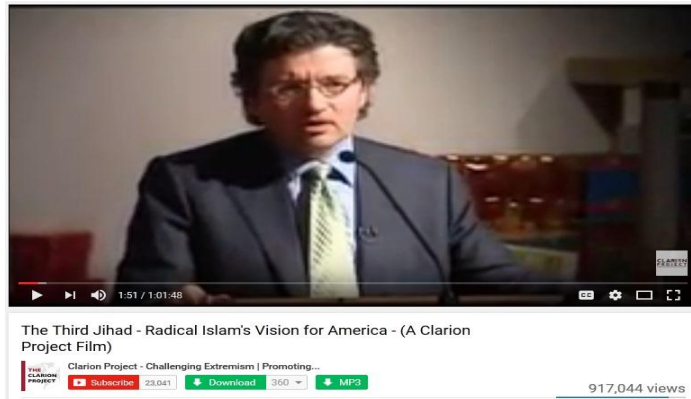 CLARION
PROJECT
1:51 / 1:01:48
CC
The Third Jihad - Radical Islam's Vision for America - (A Clarion
Project Film)
THE
CLARION
PROJECT
Clarion Project - Challenging Extremism | Promoting...
Subscribe 23,041 Download 360 MP3
917,044 views